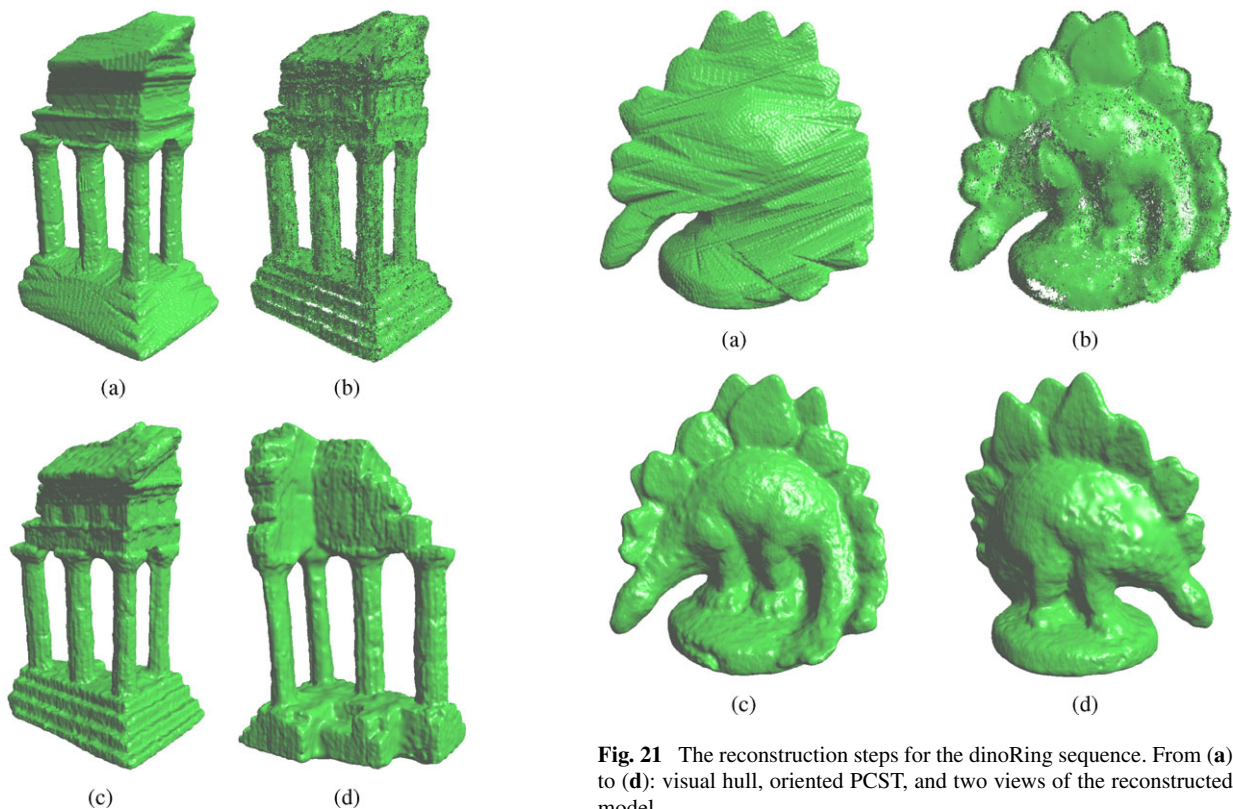 (a)
(b)
(c)
(d)
(a)
(b)
(c)
(d)
Fig. 21 The reconstruction steps for the dinoRing sequence. From (a)
to (d): visual hull, oriented PCST, and two views of the reconstructed